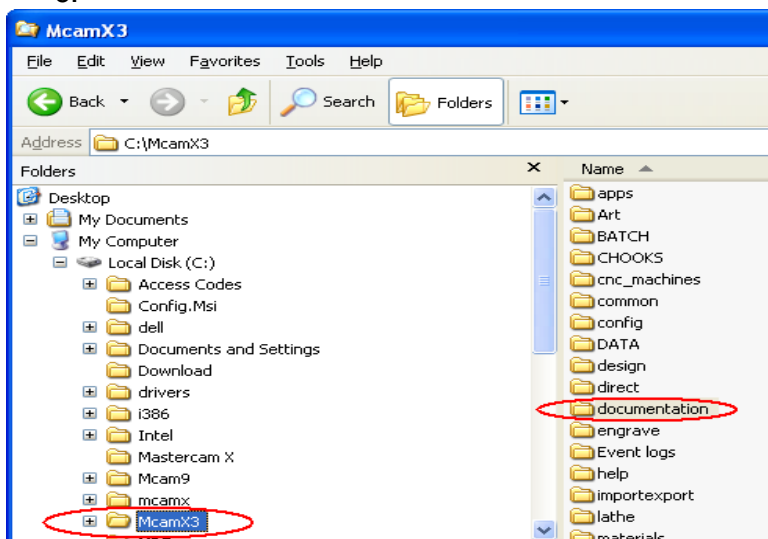 McamX3
File Edit View Favorites Tools Help
Back Search Folders
Address C:\McamX3
Folders
Desktop
My Documents
My Computer
Local Disk (C:)
Access Codes
Config.Msi
dell
Documents and Settings
Download
drivers
i386
Intel
Mastercam X
Mcam9
mcamx
McamX3
Name
apps
Art
BATCH
CHOOKS
cnc_machines
common
config
DATA
design
direct
documentation
engrave
Event logs
help
importexport
lathe
materials